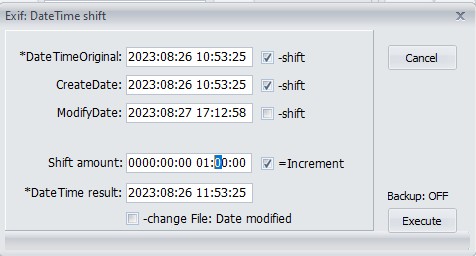 Exif: DateTime shift
*DateTimeOriginal: 2023:08:26 10:53:25 -shift
Cancel
CreateDate: 2023:08:26 10:53:25 -shift
ModifyDate: 2023:08:27 17:12:58 -shift
Shift amount: 0000:00:00 01:00:00 =Increment
*DateTime result: 2023:08:26 11:53:25
Backup: OFF
-change File: Date modified
Execute